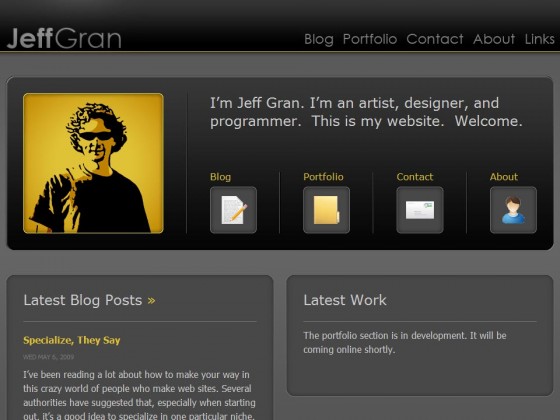 JeffGran
Blog Portfolio Contact About Links
I'm Jeff Gran. I'm an artist, designer, and
programmer. This is my website. Welcome.
Blog Portfolio Contact About
Latest Blog Posts »
Specialize, They Say
WED MAY 6, 2009
I've been reading a lot about how to make your way in
this crazy world of people who make web sites. Several
authorities have suggested that, especially when starting
out, it's a good idea to specialize in one particular niche.
Latest Work
The portfolio section is in development. It will be
coming online shortly.